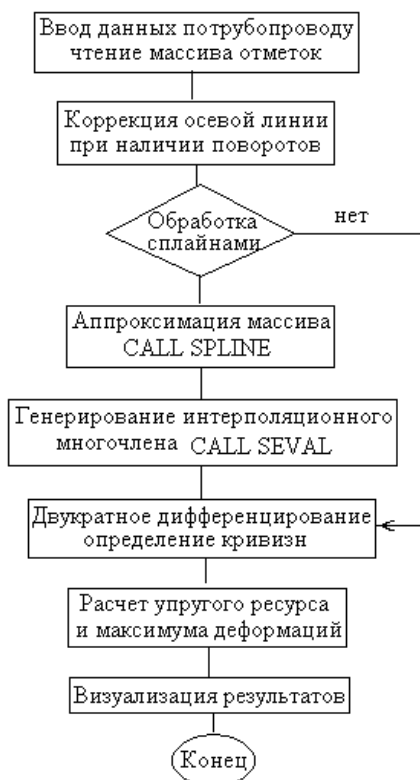 Ввод данных потрубопроводу
чтение массива отметок
Коррекция осевой линии
при наличии поворотов
Обработка
сплайнами
нет
Аппроксимация массива
CALL SPLINE
Генерирование интерполяционного
многочлена CALL SEVAL
Двукратное дифференцирование
определение кривизн
Расчет упругого ресурса
и максимума деформаций
Визуализация результатов
Конец